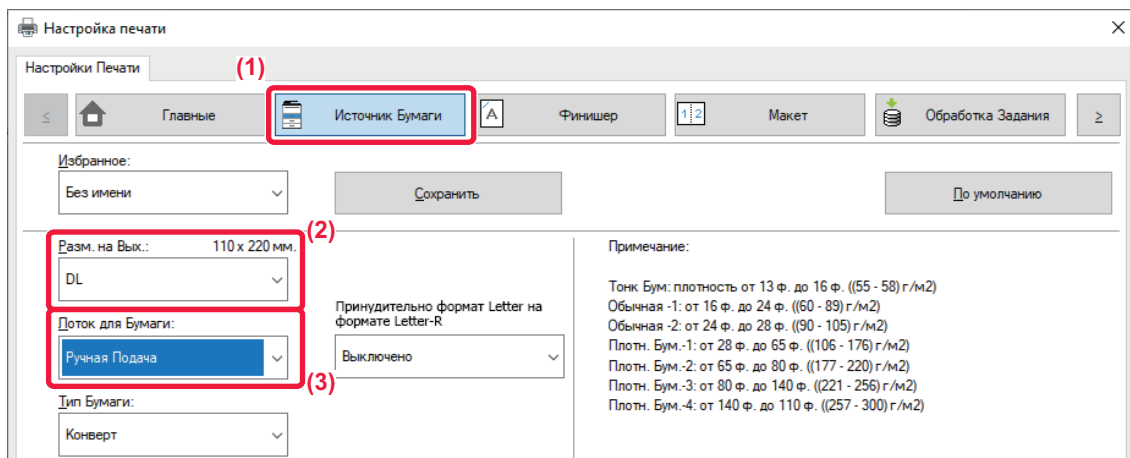 Настройка печати
Настройки Печати
(1)
≤ Главные Источник Бумаги A Финишер 1 2 Макет Обработка Задания ≥
Избранное:
Без имени Сохранить По умолчанию
(2)
Разм. на Вых.: 110 x 220 мм.
DL
Поток для Бумаги:
Ручная Подача
(3)
Тип Бумаги:
Конверт
Принудительно формат Letter на
формате Letter-R
Выключено
Примечание:
Тонк Бум: плотность от 13 ф. до 16 ф. ((55 - 58) г/м2)
Обычная -1: от 16 ф. до 24 ф. ((60 - 89) г/м2)
Обычная -2: от 24 ф. до 28 ф. ((90 - 105) г/м2)
Плотн. Бум.-1: от 28 ф. до 65 ф. ((106 - 176) г/м2)
Плотн. Бум.-2: от 65 ф. до 80 ф. ((177 - 220) г/м2)
Плотн. Бум.-3: от 80 ф. до 140 ф. ((221 - 256) г/м2)
Плотн. Бум.-4: от 140 ф. до 110 ф. ((257 - 300) г/м2)